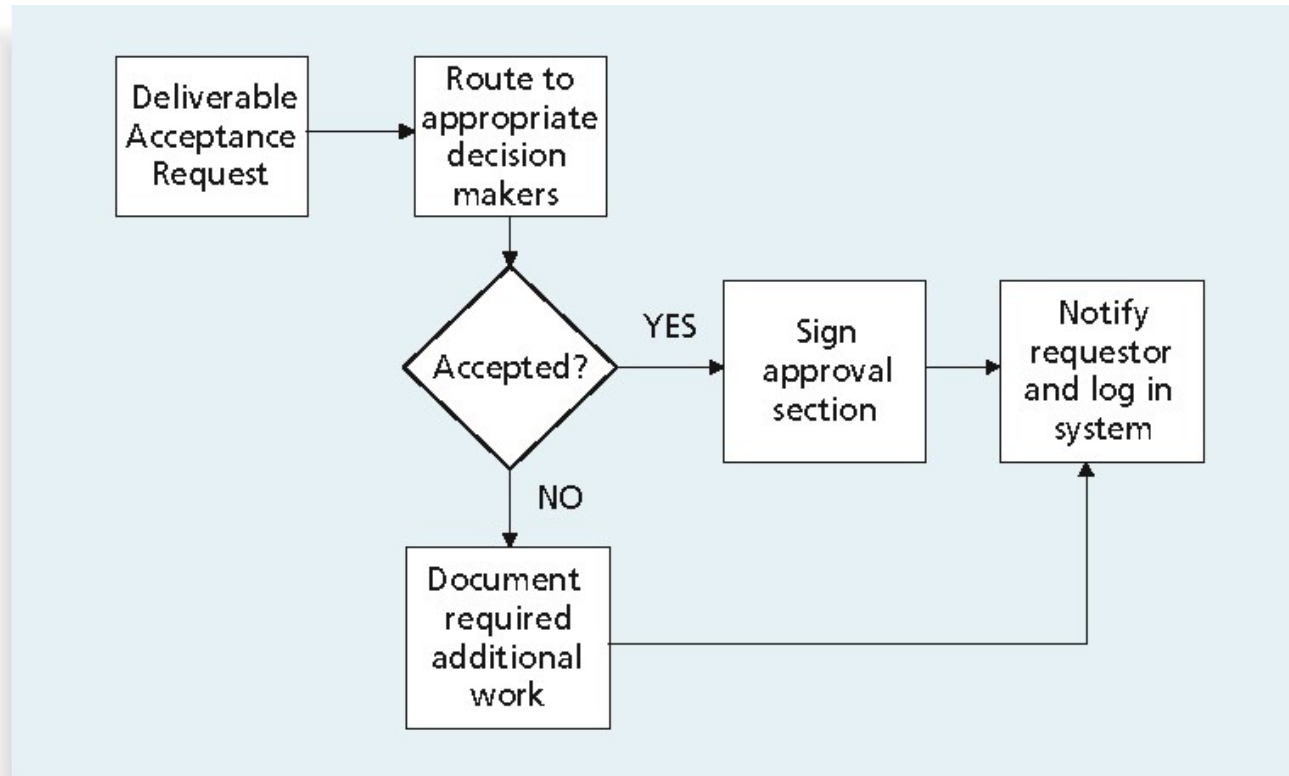 Deliverable
Acceptance
Request
Route to
appropriate
decision
makers
Accepted?
YES
Sign
approval
section
Notify
requestor
and log in
system
NO
Document
required
additional
work